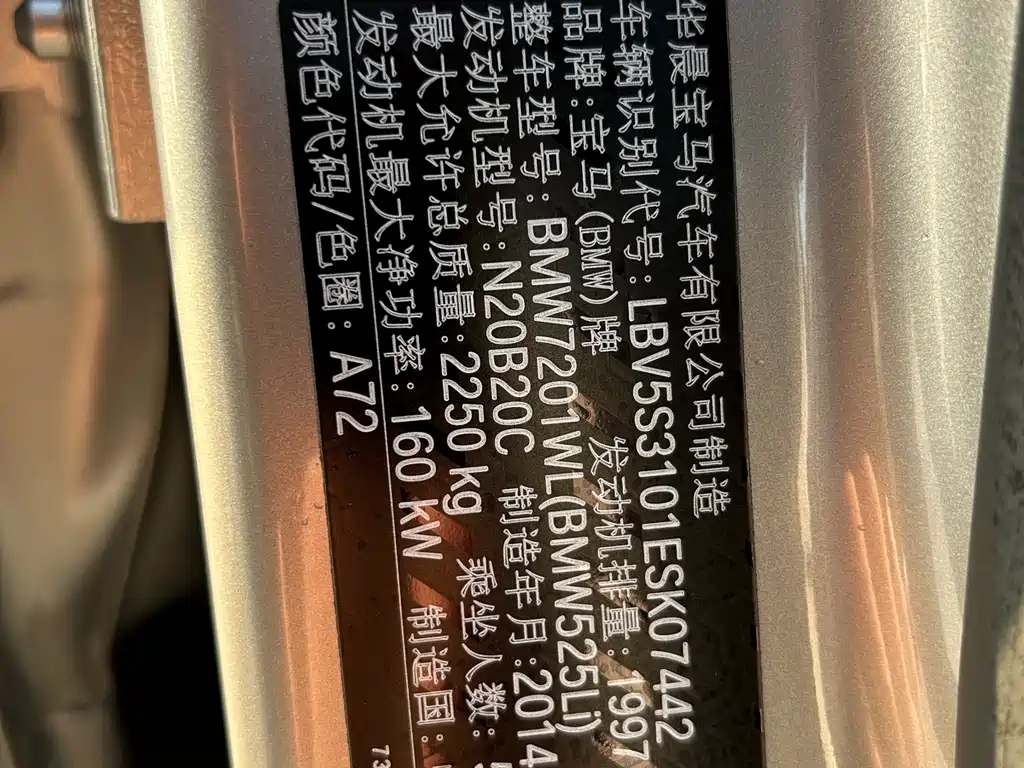 华晨宝马汽车有限公司制造
车辆识别代号:LBV5S3101ESK07442
品牌:宝马(BMW)牌 发动机排量:1997
整车型号:BMW7201WL(BMW525Li)
发动机型号:N20B20C 制造年月:2014
最大允许总质量:2250 kg 乘坐人数:
发动机最大净功率:160 kW 制造国:
颜色代码/色圈:A72